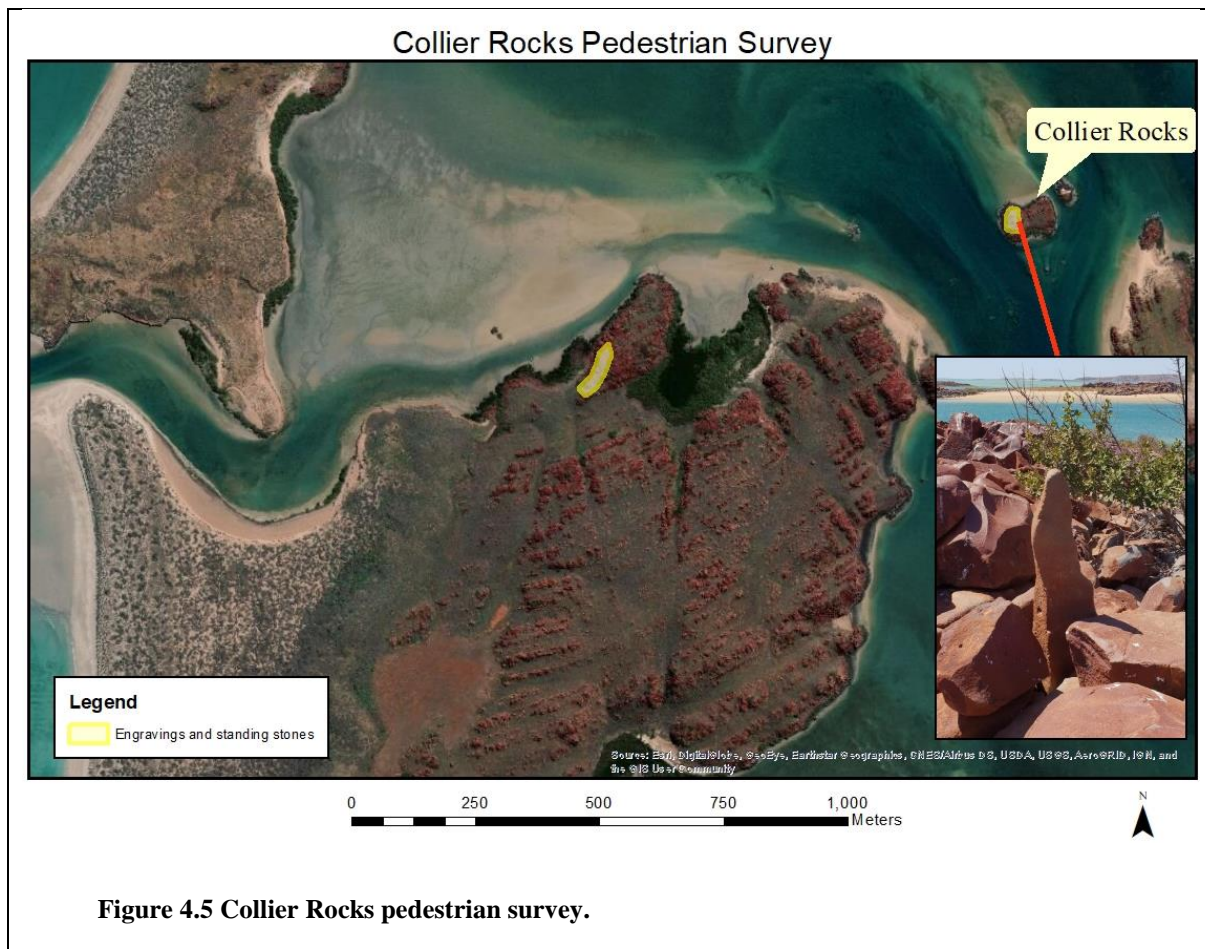 Collier Rocks Pedestrian Survey
Collier Rocks
Legend
Engravings and standing stones
Source: Esri, DigitalGlobe, GeoEye, Earthstar Geographics, CNES/Airbus DS, USDA, USGS, AeroGRID, IGN, and
the GIS User Community
0 250 500 750 1,000
Meters
N
Figure 4.5 Collier Rocks pedestrian survey.